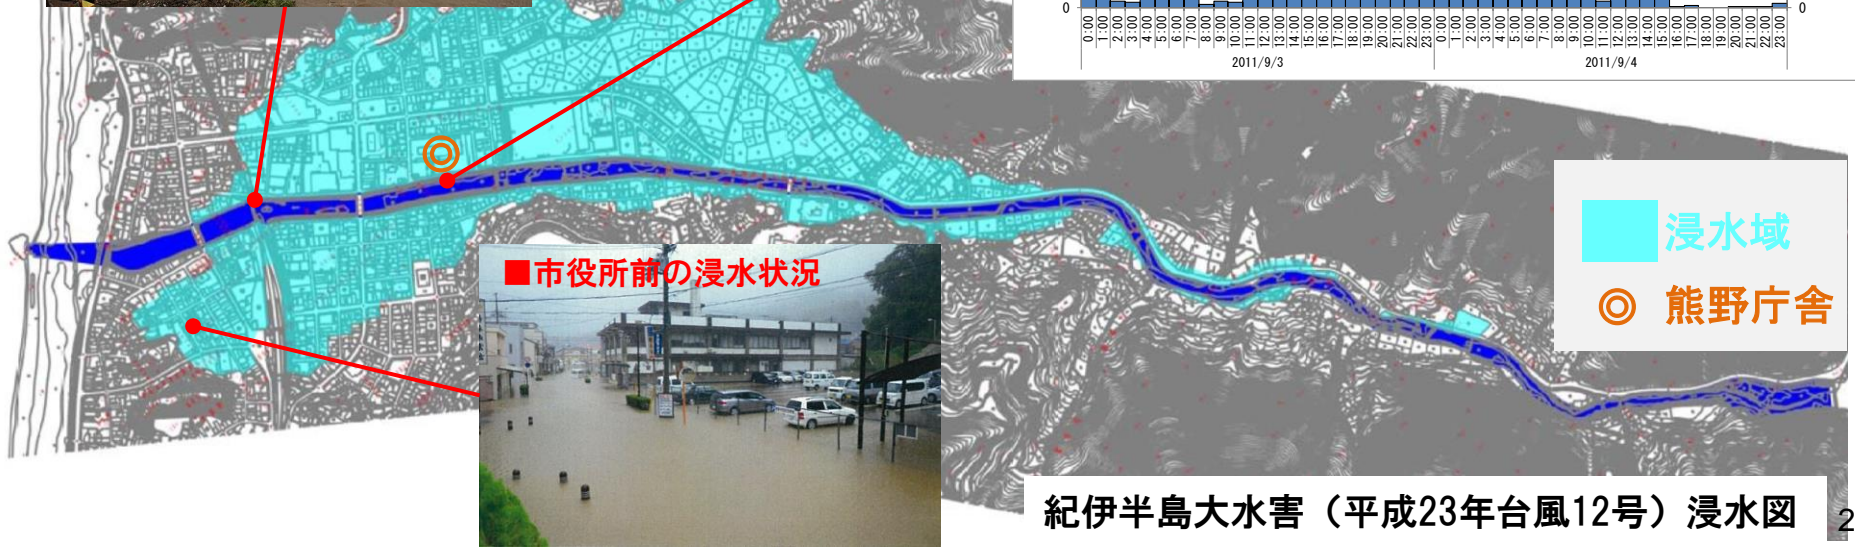 0
0
0:00 1:00 2:00 3:00 4:00 5:00 6:00 7:00 8:00 9:00 10:00 11:00 12:00 13:00 14:00 15:00 16:00 17:00 18:00 19:00 20:00 21:00 22:00 23:00 0:00 1:00 2:00 3:00 4:00 5:00 6:00 7:00 8:00 9:00 10:00 11:00 12:00 13:00 14:00 15:00 16:00 17:00 18:00 19:00 20:00 21:00 22:00 23:00
2011/9/3 2011/9/4
浸水域
◎ 熊野庁舎
■市役所前の浸水状況
紀伊半島大水害（平成23年台風12号）浸水図
2